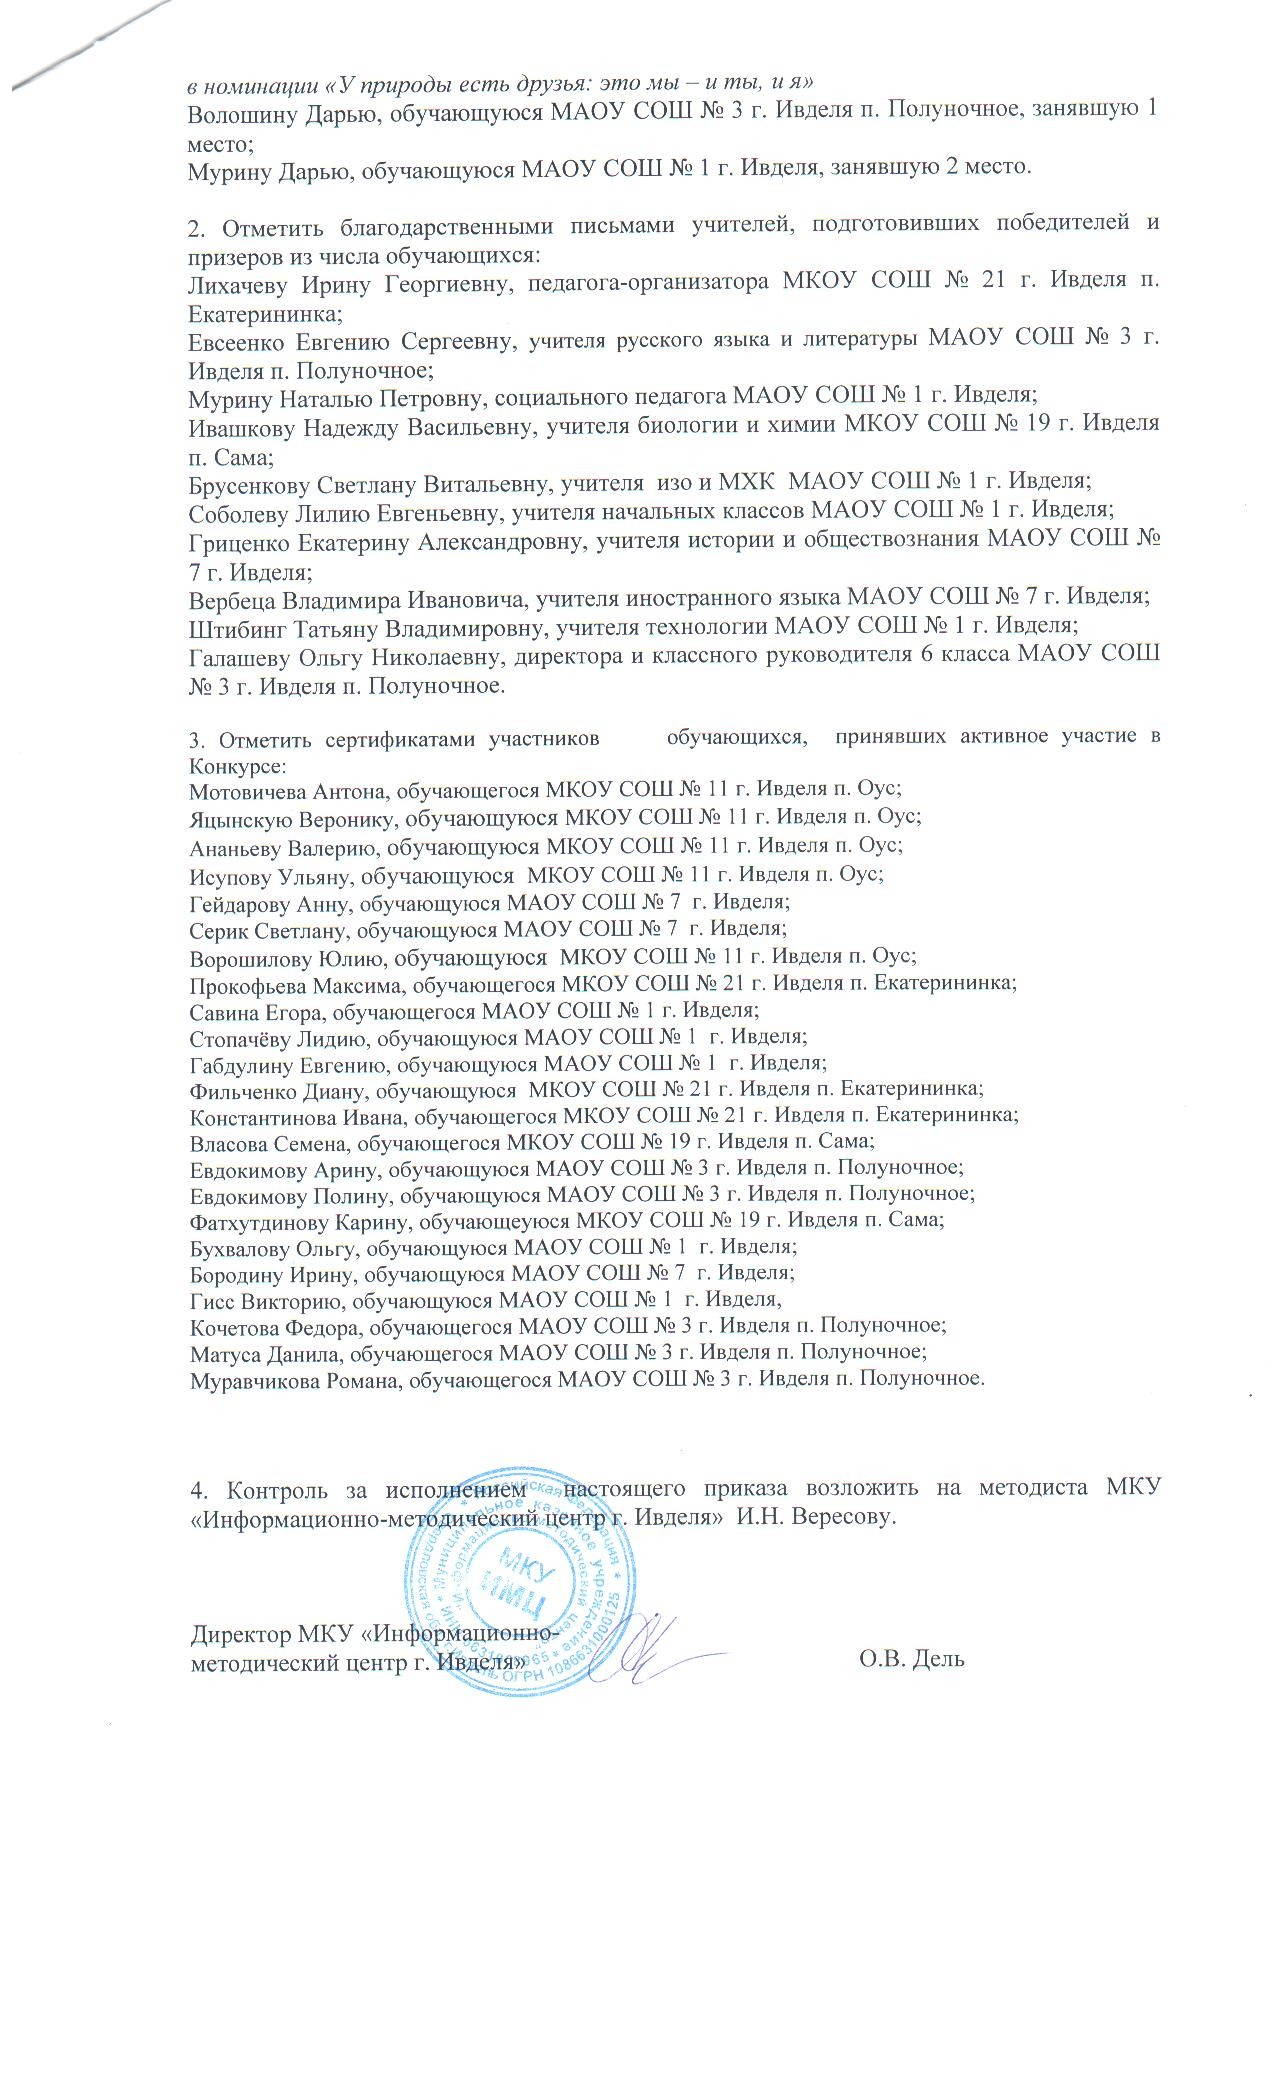 в номинации «У природы есть друзья: это мы – и ты, и я»
Волошину Дарью, обучающуюся МАОУ СОШ № 3 г. Ивделя п. Полуночное, занявшую 1
место;
Мурину Дарью, обучающуюся МАОУ СОШ № 1 г. Ивделя, занявшую 2 место.
2. Отметить благодарственными письмами учителей, подготовивших победителей и
призеров из числа обучающихся:
Лихачеву Ирину Георгиевну, педагога-организатора МКОУ СОШ № 21 г. Ивделя п.
Екатерининка;
Евсеенко Евгению Сергеевну, учителя русского языка и литературы МАОУ СОШ № 3 г.
Ивделя п. Полуночное;
Мурину Наталью Петровну, социального педагога МАОУ СОШ № 1 г. Ивделя;
Ивашкову Надежду Васильевну, учителя биологии и химии МКОУ СОШ № 19 г. Ивделя
п. Сама;
Брусенкову Светлану Витальевну, учителя изо и МХК МАОУ СОШ № 1 г. Ивделя;
Соболеву Лилию Евгеньевну, учителя начальных классов МАОУ СОШ № 1 г. Ивделя;
Гриценко Екатерину Александровну, учителя истории и обществознания МАОУ СОШ №
7 г. Ивделя;
Вербеца Владимира Ивановича, учителя иностранного языка МАОУ СОШ № 7 г. Ивделя;
Штибинг Татьяну Владимировну, учителя технологии МАОУ СОШ № 1 г. Ивделя;
Галашеву Ольгу Николаевну, директора и классного руководителя 6 класса МАОУ СОШ
№ 3 г. Ивделя п. Полуночное.
3. Отметить сертификатами участников обучающихся, принявших активное участие в
Конкурсе:
Мотовичева Антона, обучающегося МКОУ СОШ № 11 г. Ивделя п. Оус;
Яцынскую Веронику, обучающуюся МКОУ СОШ № 11 г. Ивделя п. Оус;
Ананьеву Валерию, обучающуюся МКОУ СОШ № 11 г. Ивделя п. Оус;
Исупову Ульяну, обучающуюся МКОУ СОШ № 11 г. Ивделя п. Оус;
Гейдарову Анну, обучающуюся МАОУ СОШ № 7 г. Ивделя;
Серик Светлану, обучающуюся МАОУ СОШ № 7 г. Ивделя;
Ворошилову Юлию, обучающуюся МКОУ СОШ № 11 г. Ивделя п. Оус;
Прокофьева Максима, обучающегося МКОУ СОШ № 21 г. Ивделя п. Екатерининка;
Савина Егора, обучающегося МАОУ СОШ № 1 г. Ивделя;
Стопачёву Лидию, обучающуюся МАОУ СОШ № 1 г. Ивделя;
Габдулину Евгению, обучающуюся МАОУ СОШ № 1 г. Ивделя;
Фильченко Диану, обучающуюся МКОУ СОШ № 21 г. Ивделя п. Екатерининка;
Константинова Ивана, обучающегося МКОУ СОШ № 21 г. Ивделя п. Екатерининка;
Власова Семена, обучающегося МКОУ СОШ № 19 г. Ивделя п. Сама;
Евдокимову Арину, обучающуюся МАОУ СОШ № 3 г. Ивделя п. Полуночное;
Евдокимову Полину, обучающуюся МАОУ СОШ № 3 г. Ивделя п. Полуночное;
Фатхутдинову Карину, обучающеуюся МКОУ СОШ № 19 г. Ивделя п. Сама;
Бухвалову Ольгу, обучающуюся МАОУ СОШ № 1 г. Ивделя;
Бородину Ирину, обучающуюся МАОУ СОШ № 7 г. Ивделя;
Гисс Викторию, обучающуюся МАОУ СОШ № 1 г. Ивделя,
Кочетова Федора, обучающегося МАОУ СОШ № 3 г. Ивделя п. Полуночное;
Матуса Данила, обучающегося МАОУ СОШ № 3 г. Ивделя п. Полуночное;
Муравчикова Романа, обучающегося МАОУ СОШ № 3 г. Ивделя п. Полуночное.
4. Контроль за исполнением настоящего приказа возложить на методиста МКУ
«Информационно-методический центр г. Ивделя» И.Н. Вересову.
Муниципальное казенное учреждение
МКУ
ИМЦ
ОГРН 1086631000125
Директор МКУ «Информационно-
методический центр г. Ивделя» О.В. Дель